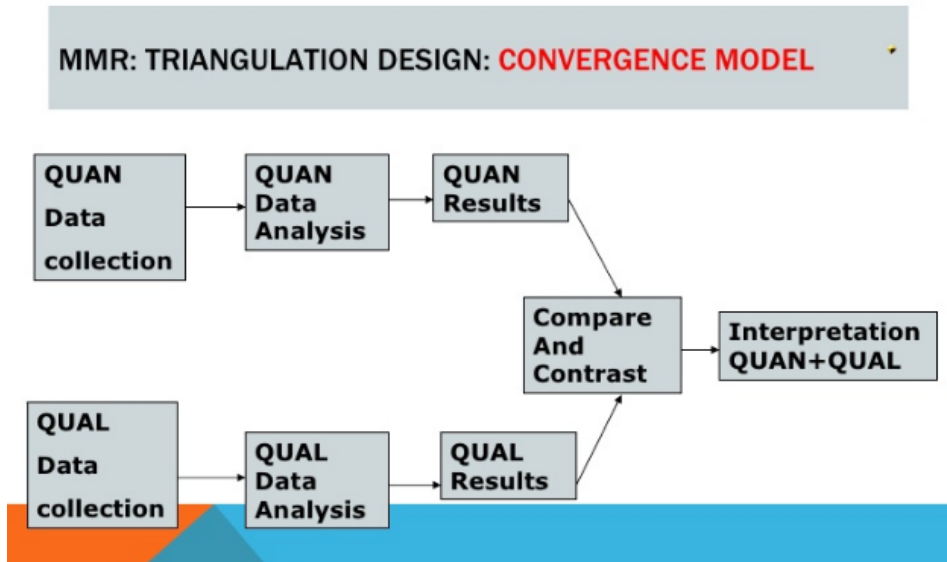 MMR: TRIANGULATION DESIGN: CONVERGENCE MODEL
QUAN
Data
collection
QUAN
Data
Analysis
QUAN
Results
Compare
And
Contrast
Interpretation
QUAN+QUAL
QUAL
Data
collection
QUAL
Data
Analysis
QUAL
Results